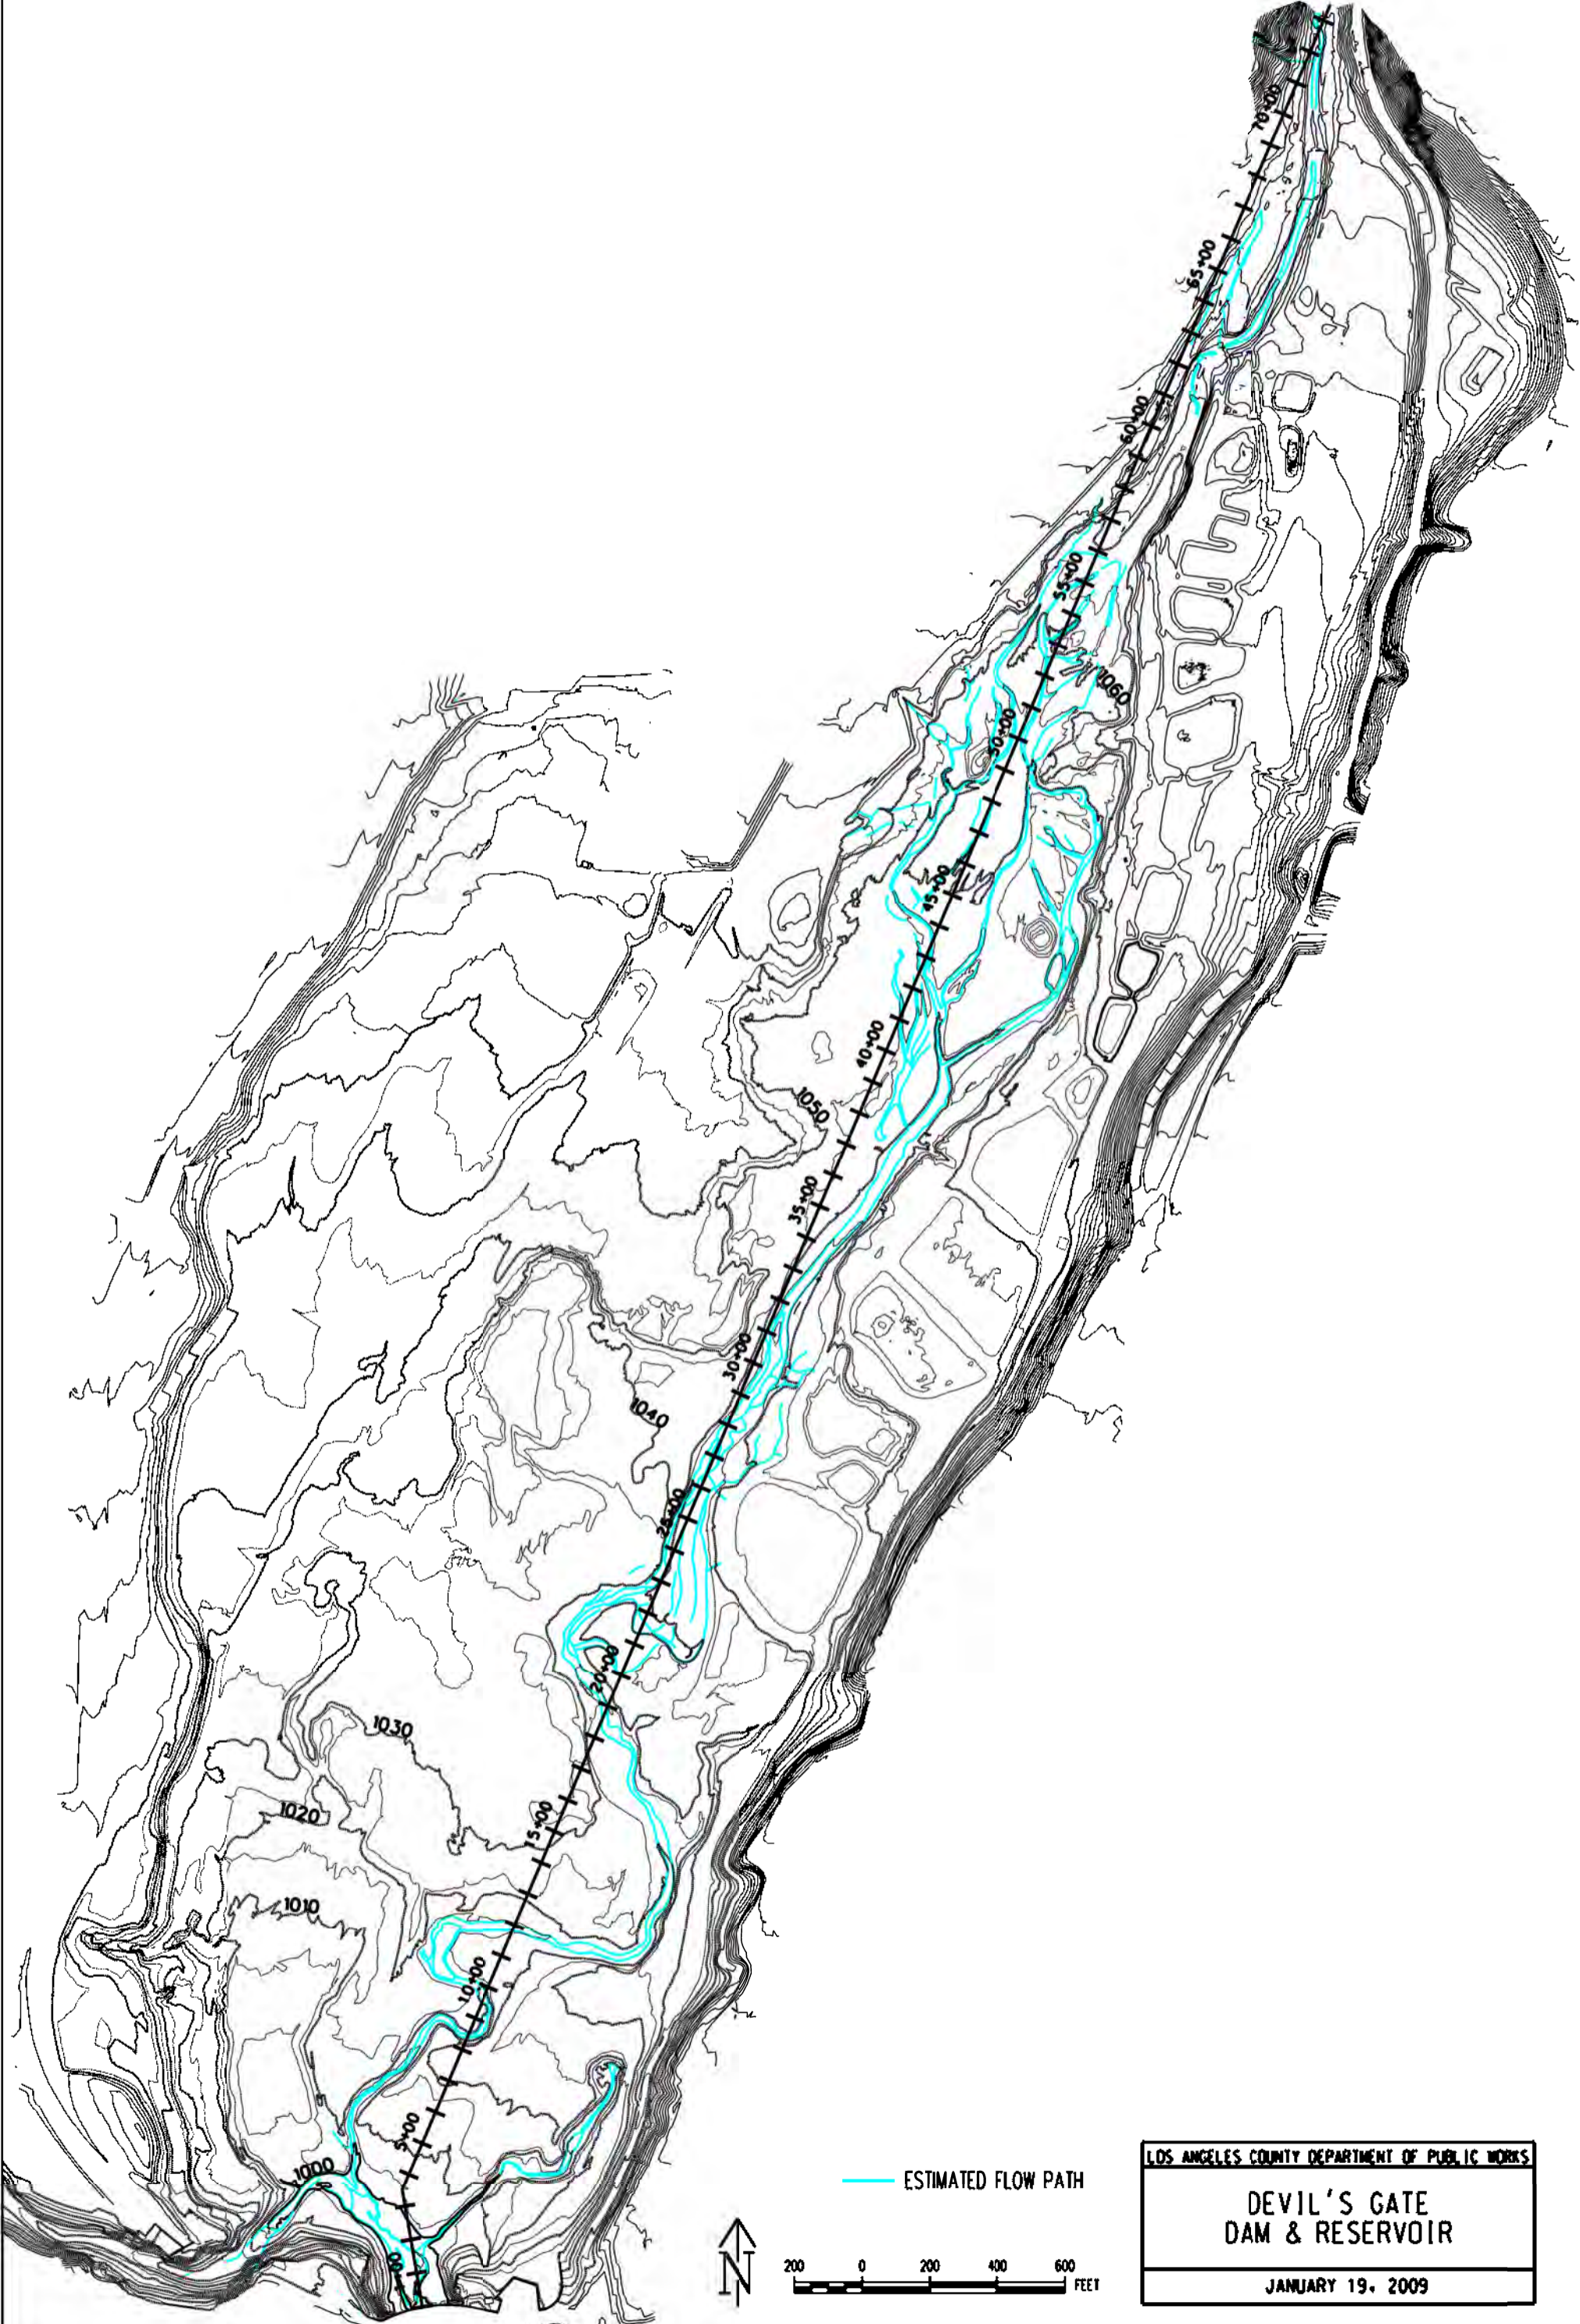 70+00
65+00
60+00
55+00
1060
50+00
45+00
40+00
1050
35+00
30+00
1040
25+00
20+00
1030
15+00
1020
1010
10+00
5+00
1000
ESTIMATED FLOW PATH
N
200 0 200 400 600
FEET
LOS ANGELES COUNTY DEPARTMENT OF PUBLIC WORKS
DEVIL'S GATE
DAM & RESERVOIR
JANUARY 19, 2009